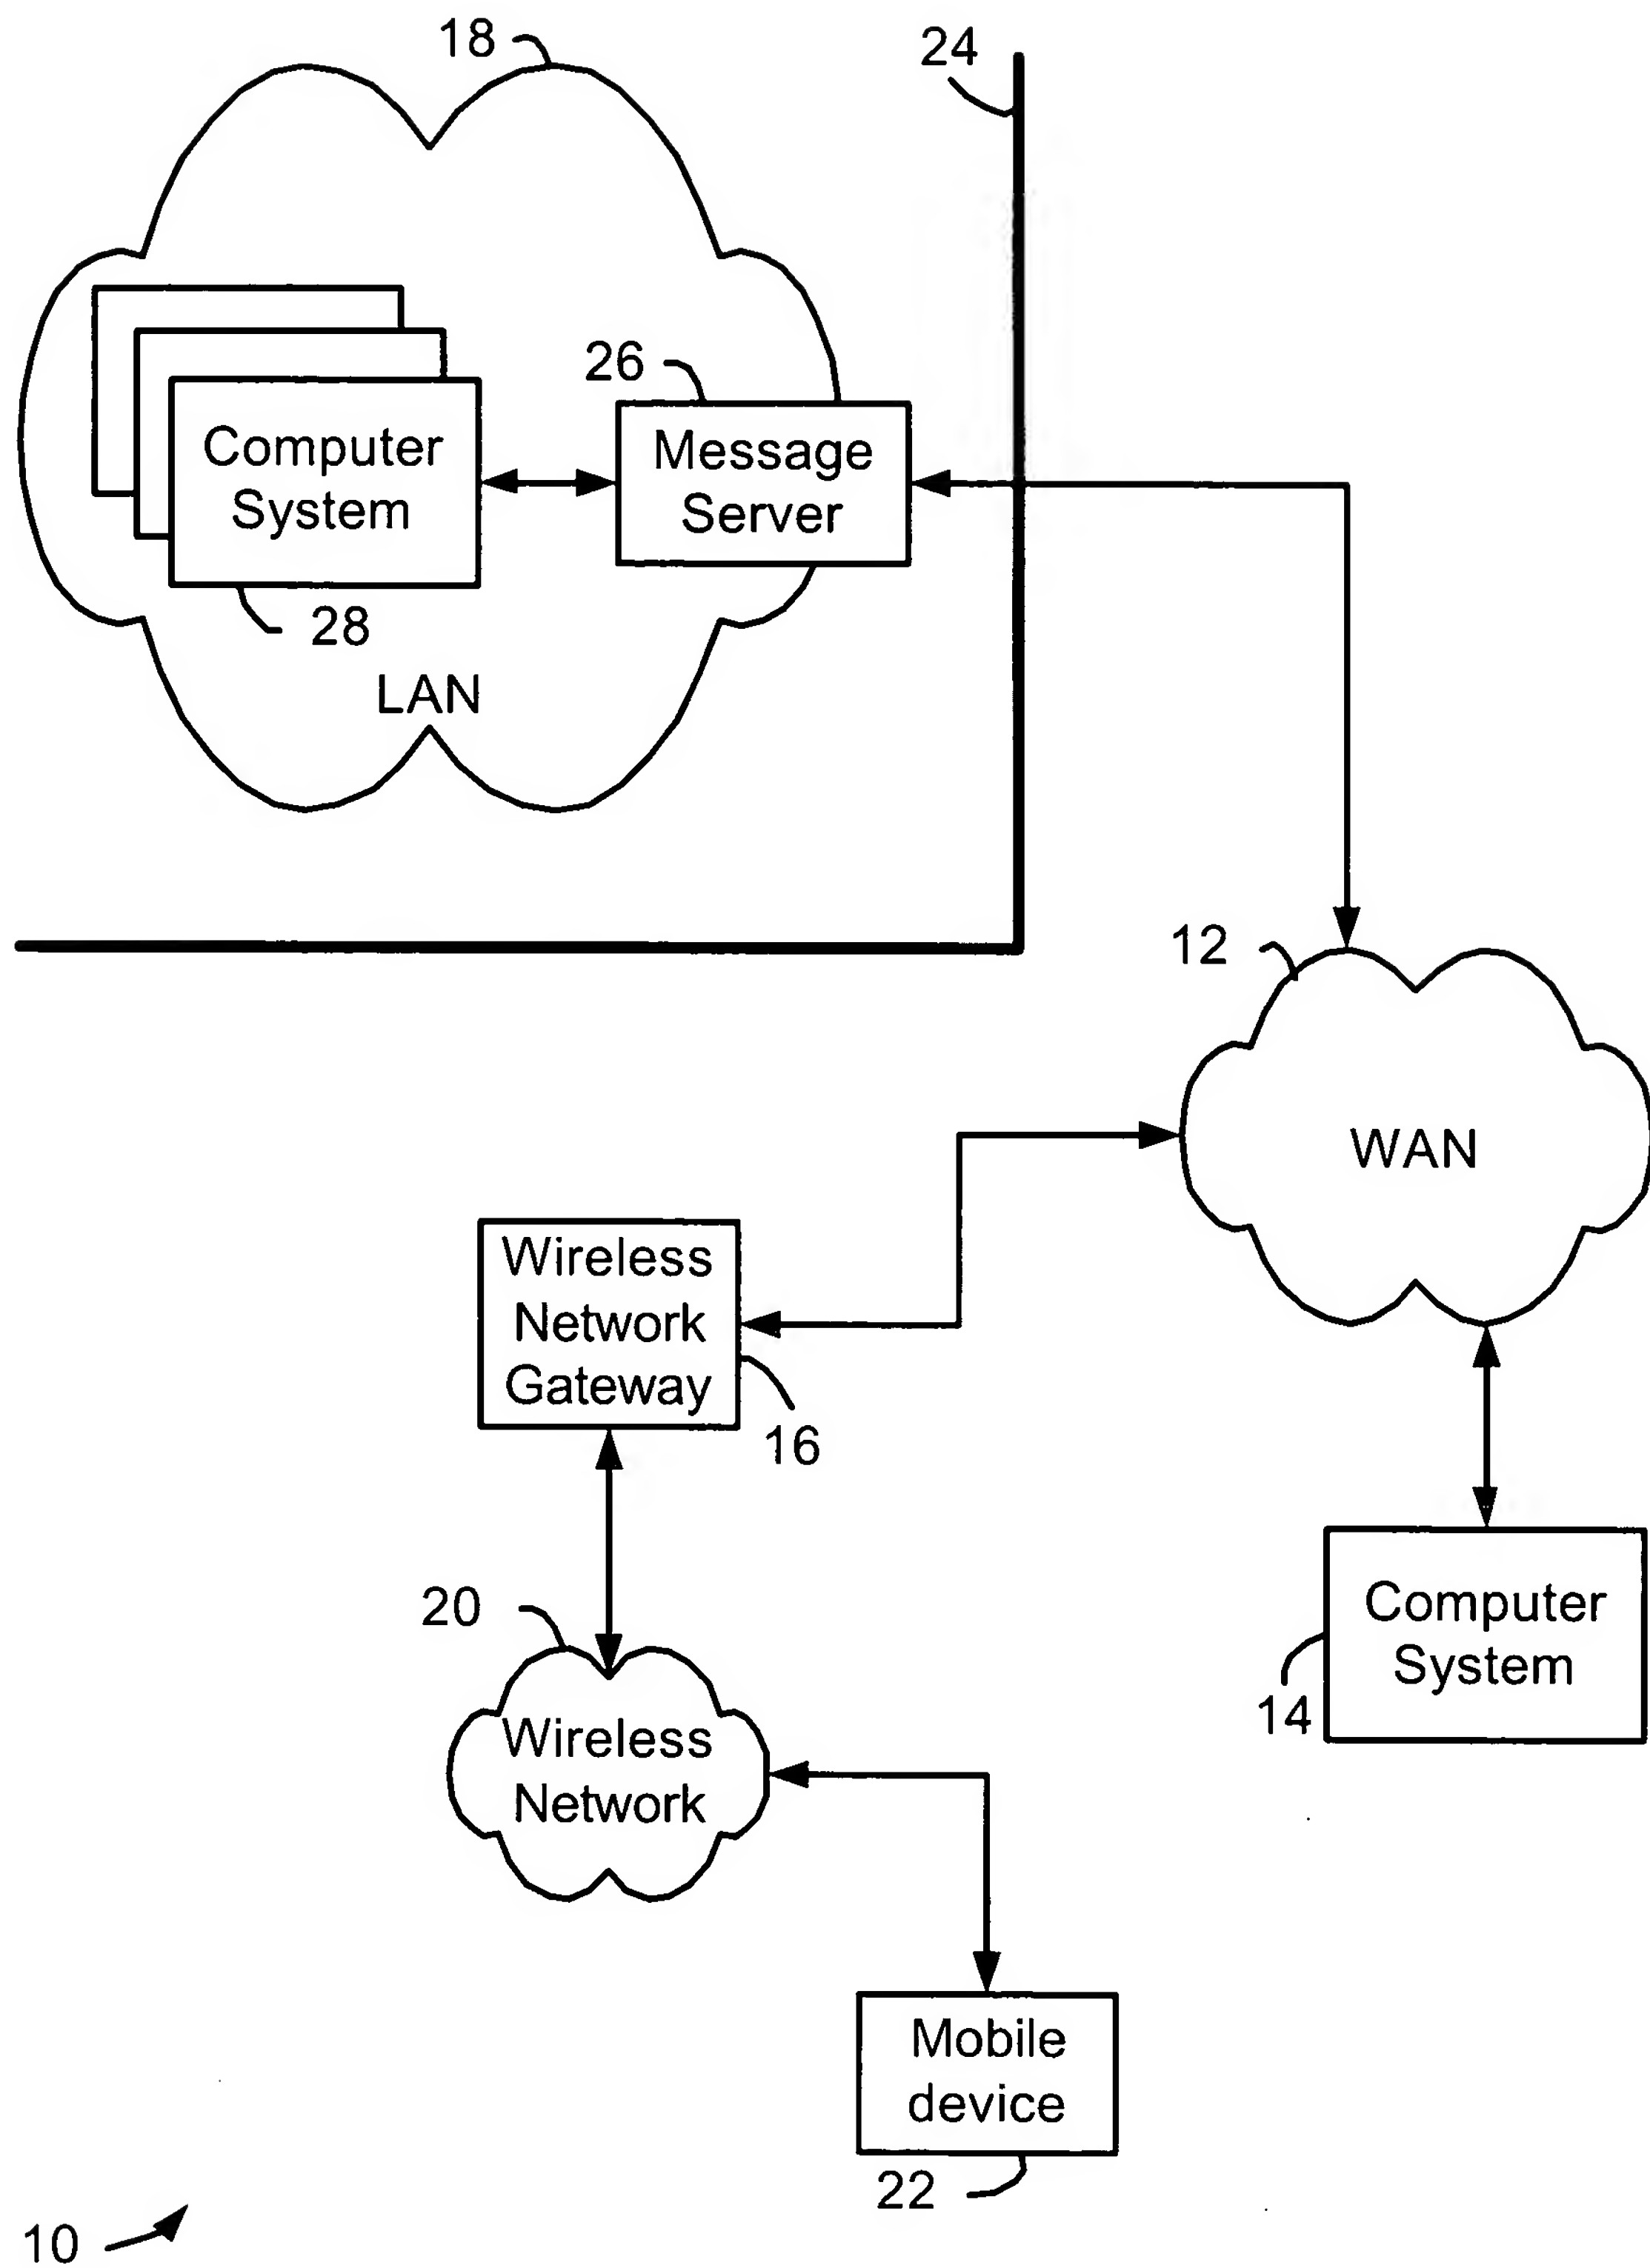 18
24
26
Computer
System
Message
Server
28
LAN
12
WAN
Wireless
Network
Gateway
16
20
Computer
System
14
Wireless
Network
Mobile
device
22
10